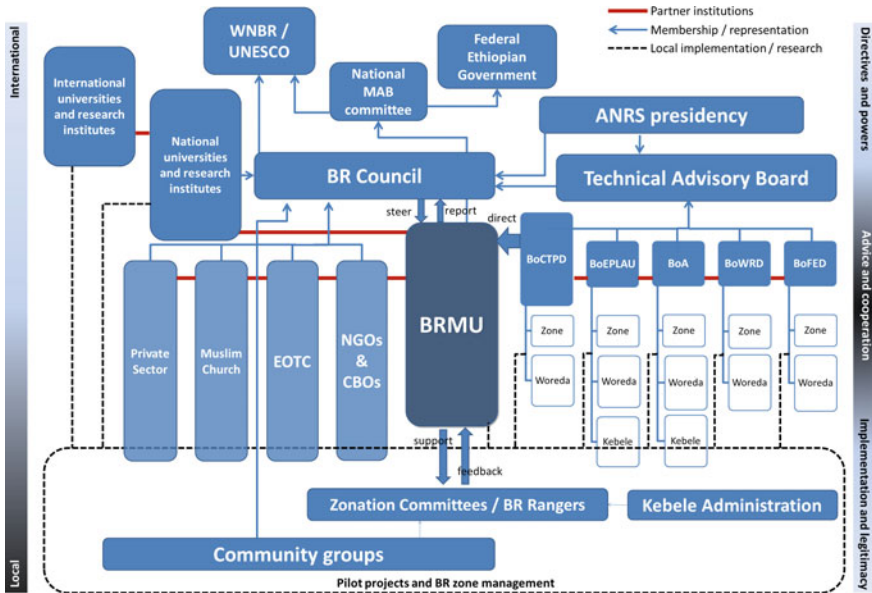 International
WNBR /
UNESCO
Federal
Ethiopian
Government
National
MAB
committee
Partner institutions
Membership / representation
Local implementation / research
Directives and powers
International
universities
and research
institutes
National
universities
and research
institutes
ANRS presidency
BR Council
Technical Advisory Board
steer
report
direct
BoCTPD
BoEPLAU
BoA
BoWRD
BoFED
Advice and cooperation
Private
Sector
Muslim
Church
EOTC
NGOs
&
CBOs
BRMU
Zone
Zone
Zone
Zone
Zone
Woreda
Woreda
Woreda
Woreda
Woreda
Kebele
Kebele
support
feedback
Implementation and legitimacy
Zonation Committees / BR Rangers
Kebele Administration
Community groups
Pilot projects and BR zone management
Local